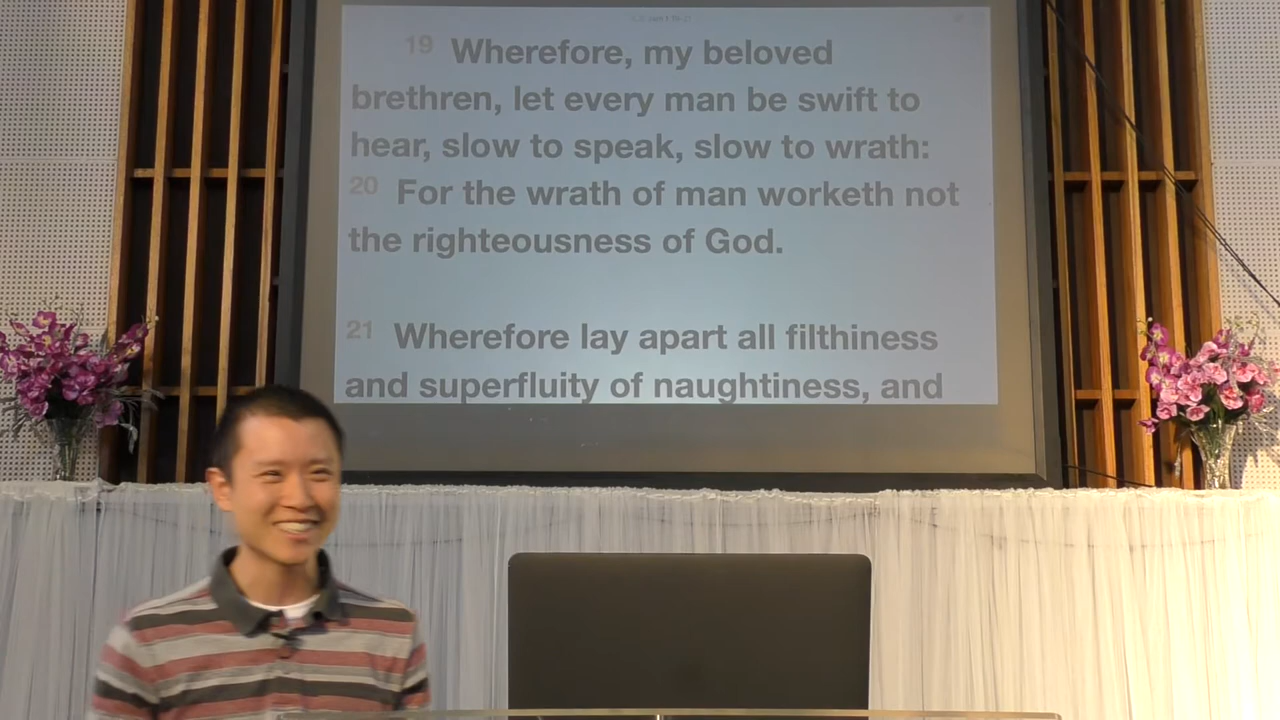 19 Wherefore, my beloved
brethren, let every man be swift to
hear, slow to speak, slow to wrath:
20 For the wrath of man worketh not
the righteousness of God.
21 Wherefore lay apart all filthiness
and superfluity of naughtiness, and